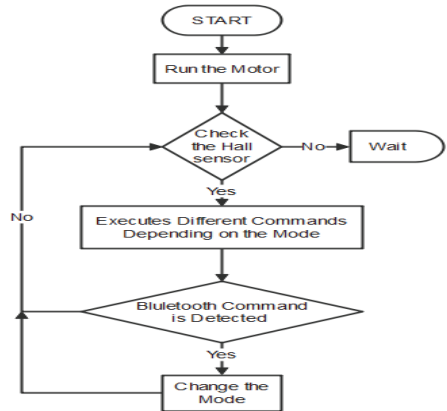 START
Run the Motor
Check
the Hall
sensor
No
Wait
Yes
Executes Different Commands
Depending on the Mode
No
Bluletooth Command
is Detected
Yes
Change the
Mode